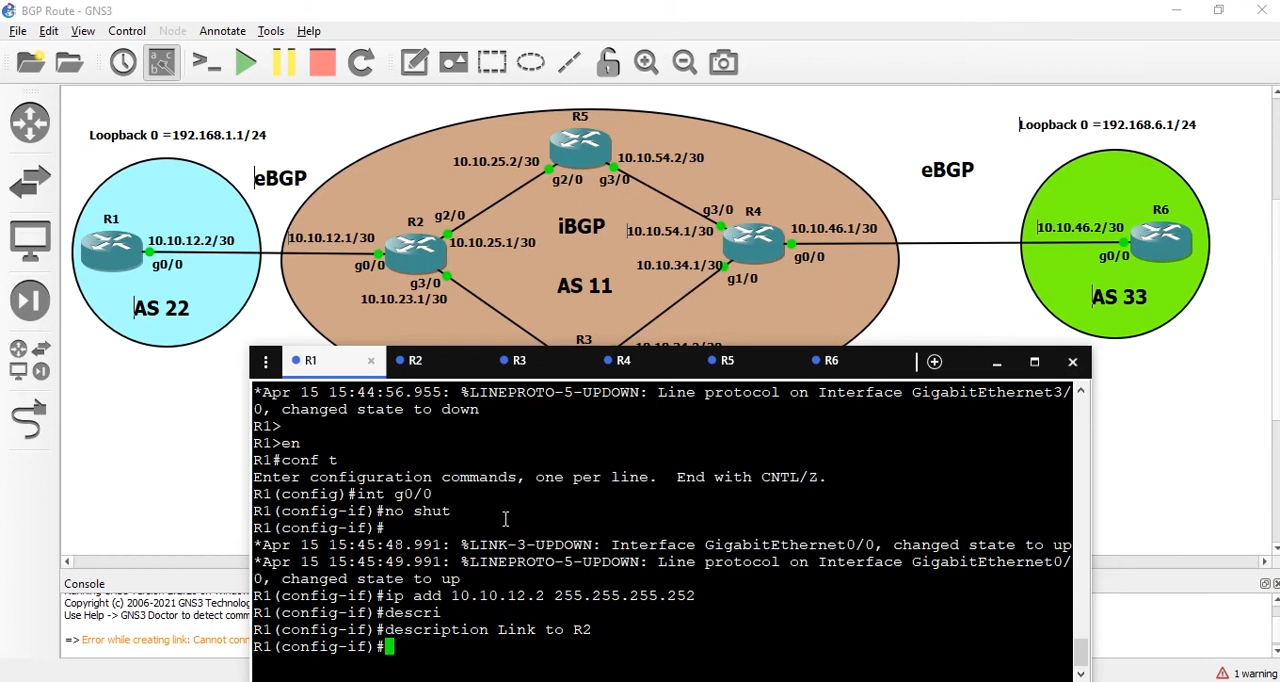 BGP Route - GNS3
File Edit View Control Node Annotate Tools Help
Loopback 0 =192.168.1.1/24
Loopback 0 =192.168.6.1/24
eBGP
eBGP
R5
10.10.25.2/30
10.10.54.2/30
g2/0
g3/0
R1
10.10.12.2/30
g0/0
AS 22
R2
g2/0
10.10.12.1/30
10.10.25.1/30
g0/0
g3/0
10.10.23.1/30
iBGP
AS 11
g3/0
R4
10.10.54.1/30
10.10.46.1/30
10.10.34.1/30
g0/0
g1/0
R6
10.10.46.2/30
g0/0
AS 33
R3
R1 R2 R3 R4 R5 R6
*Apr 15 15:44:56.955: %LINEPROTO-5-UPDOWN: Line protocol on Interface GigabitEthernet3/
0, changed state to down
R1>
R1>en
R1#conf t
Enter configuration commands, one per line.  End with CNTL/Z.
R1(config)#int g0/0
R1(config-if)#no shut
R1(config-if)#
*Apr 15 15:45:48.991: %LINK-3-UPDOWN: Interface GigabitEthernet0/0, changed state to up
*Apr 15 15:45:49.991: %LINEPROTO-5-UPDOWN: Line protocol on Interface GigabitEthernet0/
0, changed state to up
R1(config-if)#ip add 10.10.12.2 255.255.255.252
R1(config-if)#descri
R1(config-if)#description Link to R2
R1(config-if)#
Console
Copyright (c) 2006-2021 GNS3 Technolog
Use Help -> GNS3 Doctor to detect comm
=> Error while creating link: Cannot conn
1 warning